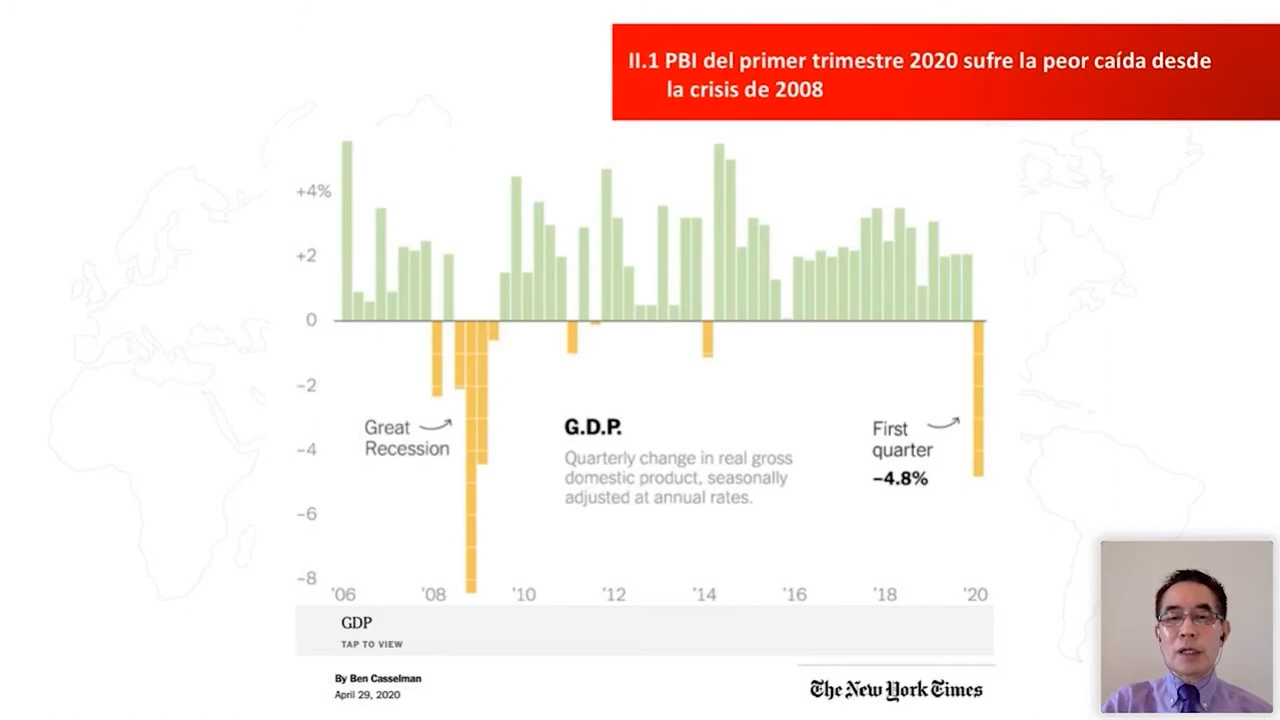 II.1 PBI del primer trimestre 2020 sufre la peor caída desde
la crisis de 2008
+4%
+2
0
−2
−4
−6
−8
Great
Recession
G.D.P.
Quarterly change in real gross
domestic product, seasonally
adjusted at annual rates.
First
quarter
−4.8%
'06 '08 '10 '12 '14 '16 '18 '20
GDP
TAP TO VIEW
By Ben Casselman
April 29, 2020
The New York Times